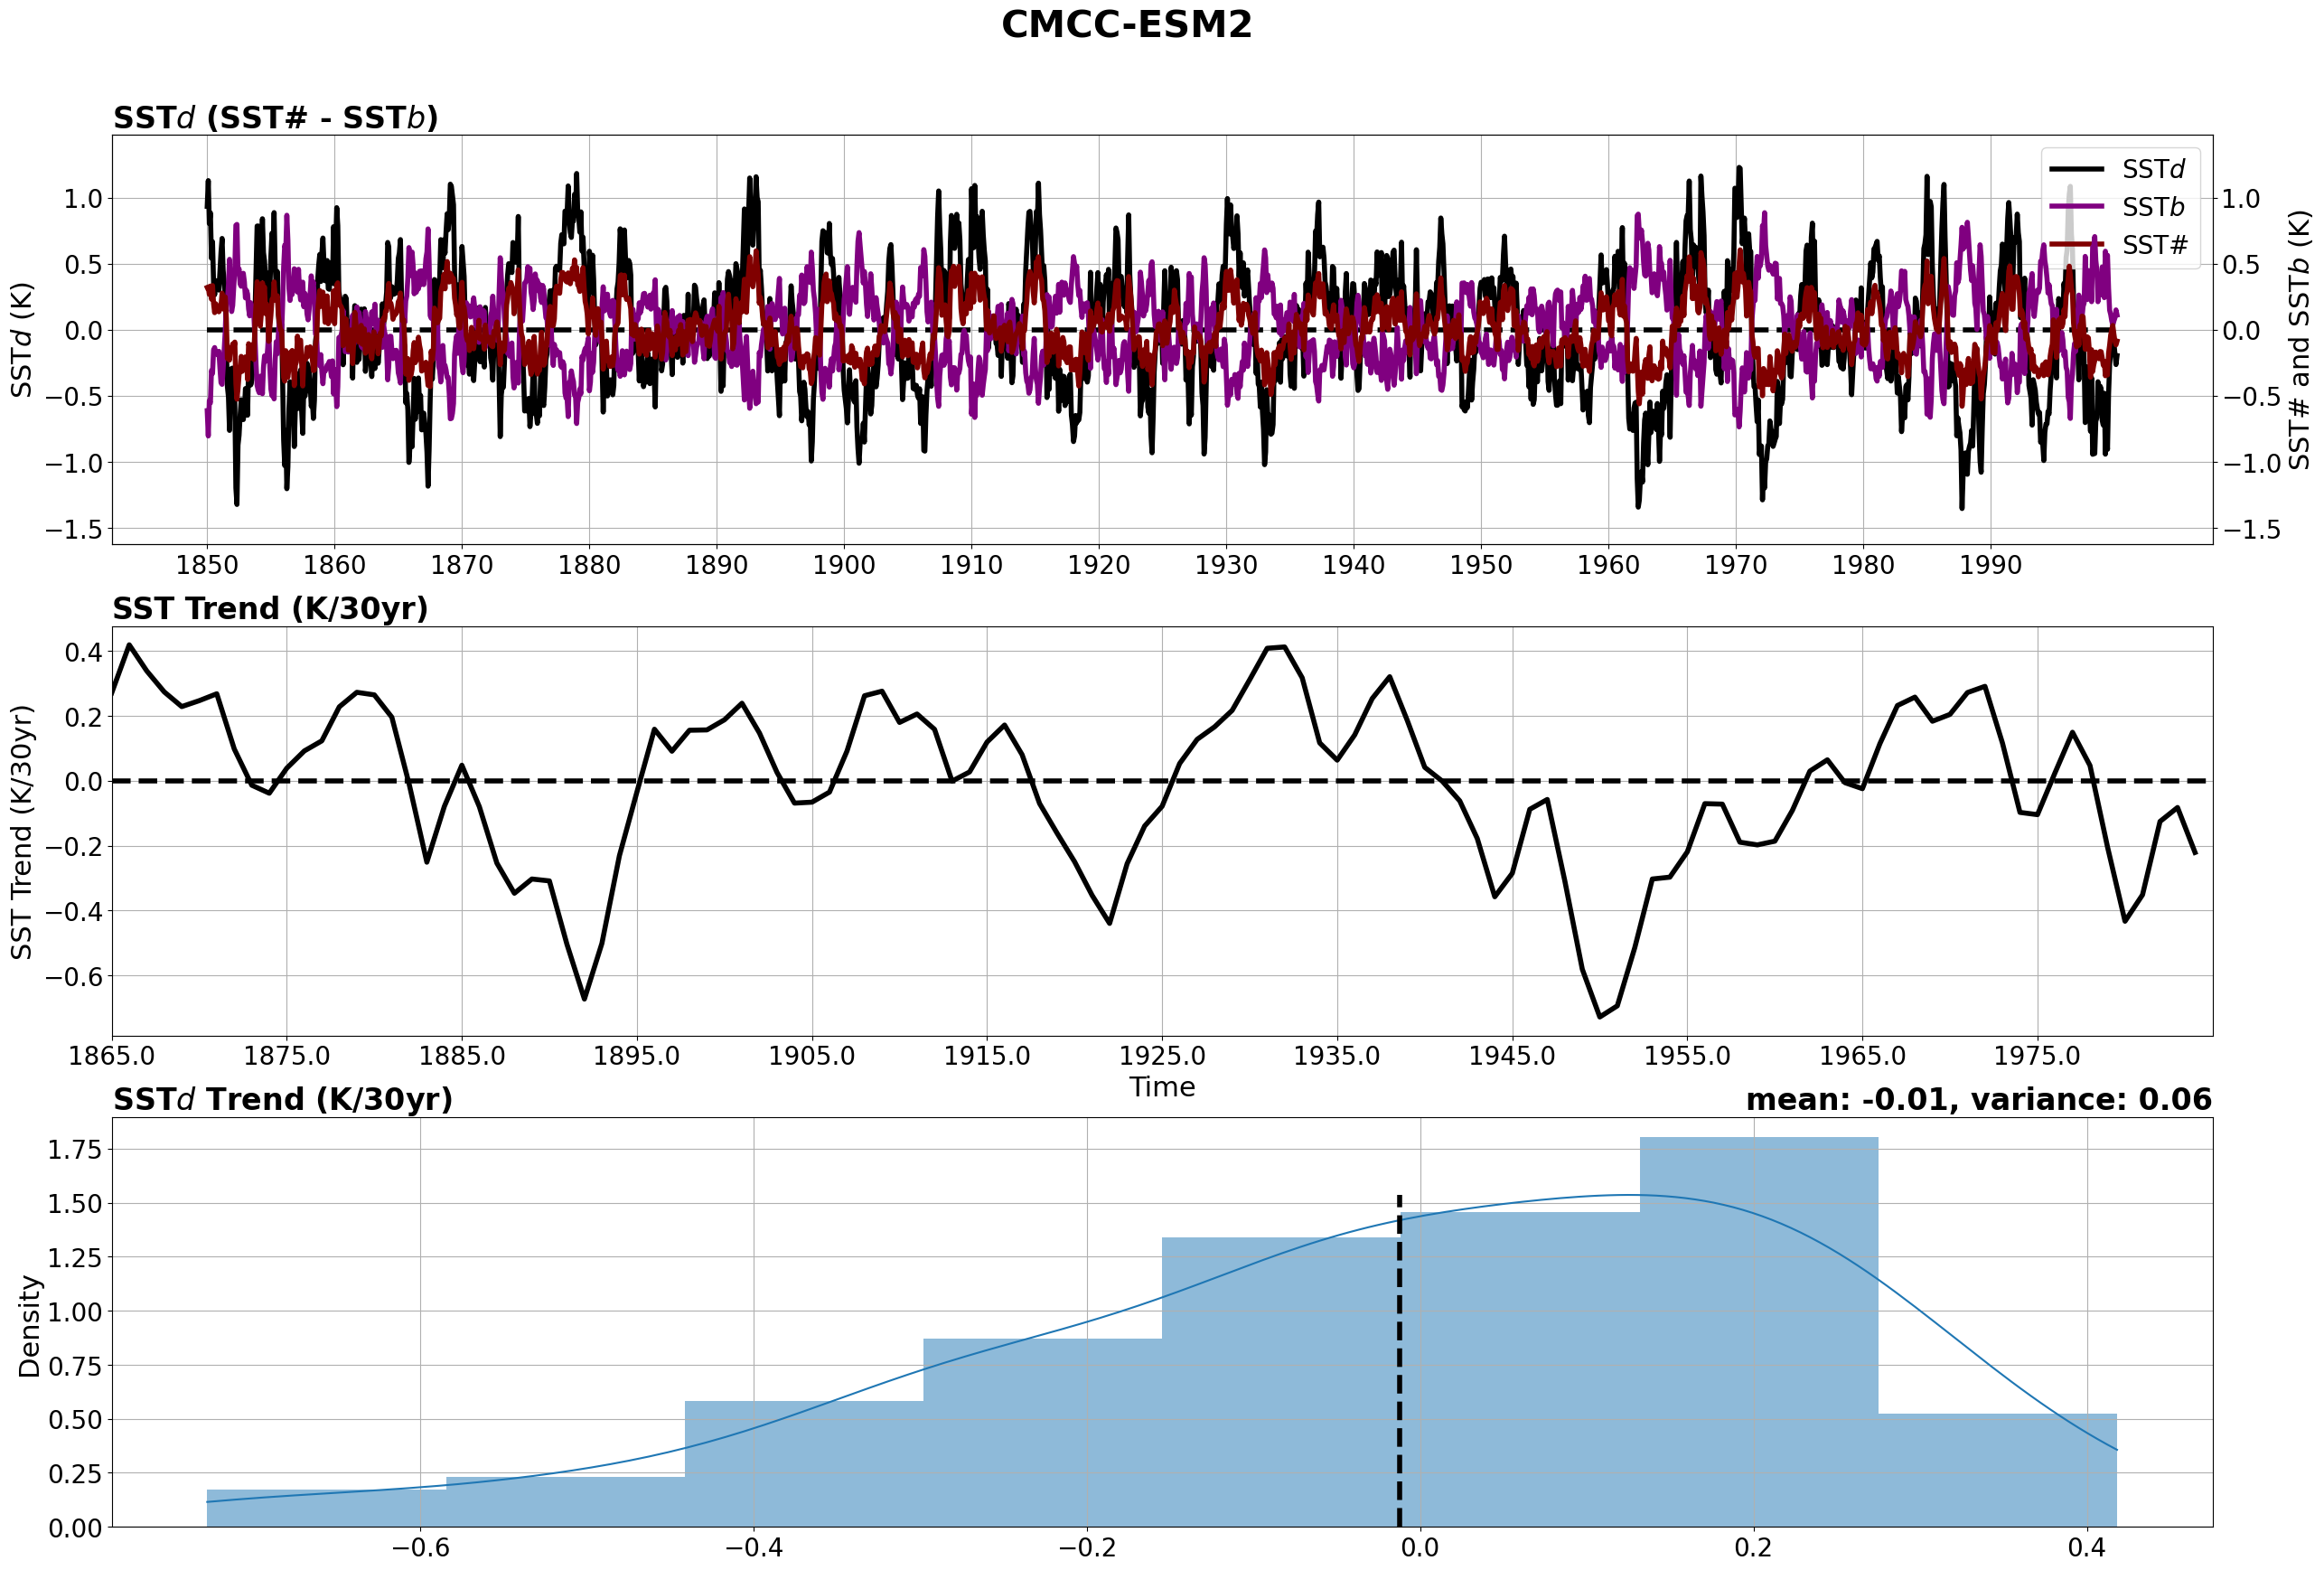 CMCC-ESM2
SSTd (SST# - SSTb)
SSTd (K)
1.0
0.5
0.0
−0.5
−1.0
−1.5
SSTd
SSTb
SST#
1.0
0.5
0.0
−0.5
−1.0
−1.5
SST# and SSTb (K)
1850 1860 1870 1880 1890 1900 1910 1920 1930 1940 1950 1960 1970 1980 1990
SST Trend (K/30yr)
SST Trend (K/30yr)
0.4
0.2
0.0
−0.2
−0.4
−0.6
1865.0 1875.0 1885.0 1895.0 1905.0 1915.0 1925.0 1935.0 1945.0 1955.0 1965.0 1975.0
Time
SSTd Trend (K/30yr) mean: -0.01, variance: 0.06
Density
1.75
1.50
1.25
1.00
0.75
0.50
0.25
0.00
−0.6 −0.4 −0.2 0.0 0.2 0.4